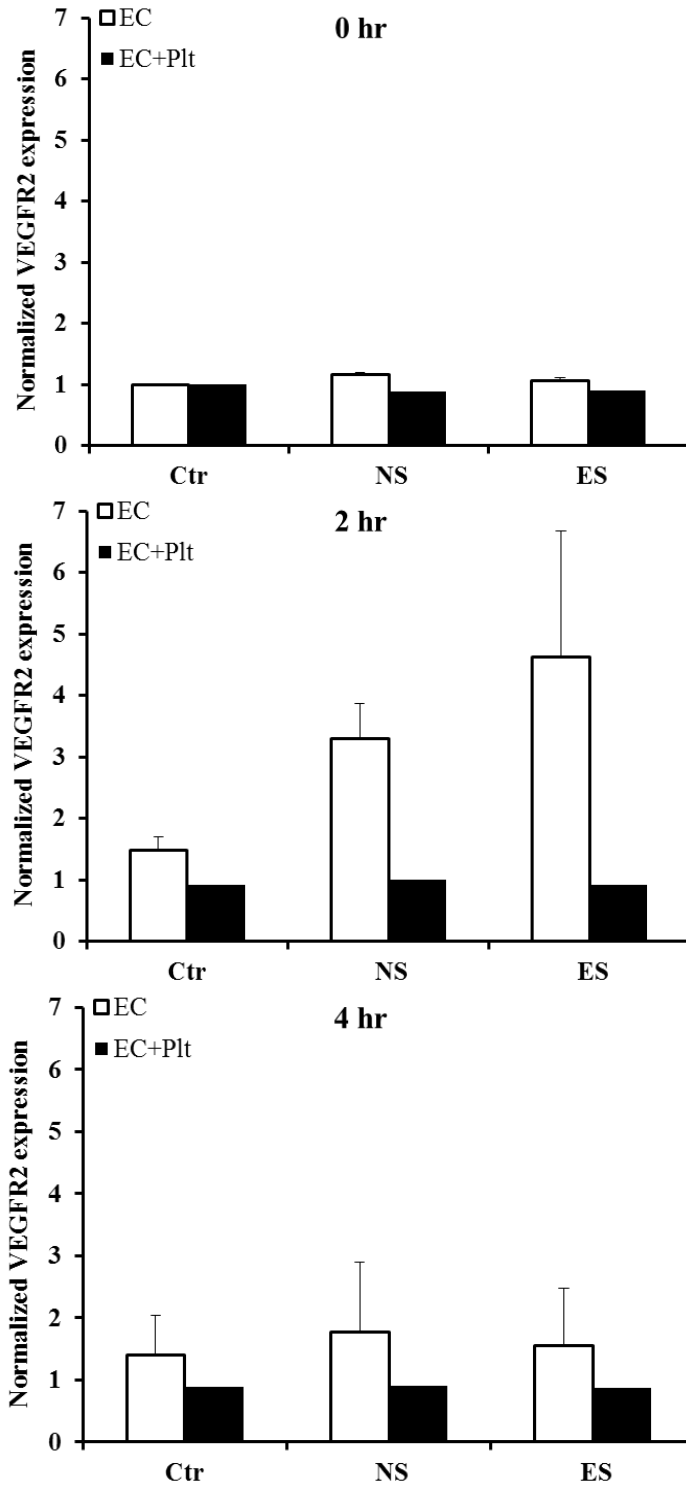 EC
EC+Plt
0 hr
Normalized VEGFR2 expression
7
6
5
4
3
2
1
0
Ctr NS ES
EC
EC+Plt
2 hr
Normalized VEGFR2 expression
7
6
5
4
3
2
1
0
Ctr NS ES
EC
EC+Plt
4 hr
Normalized VEGFR2 expression
7
6
5
4
3
2
1
0
Ctr NS ES